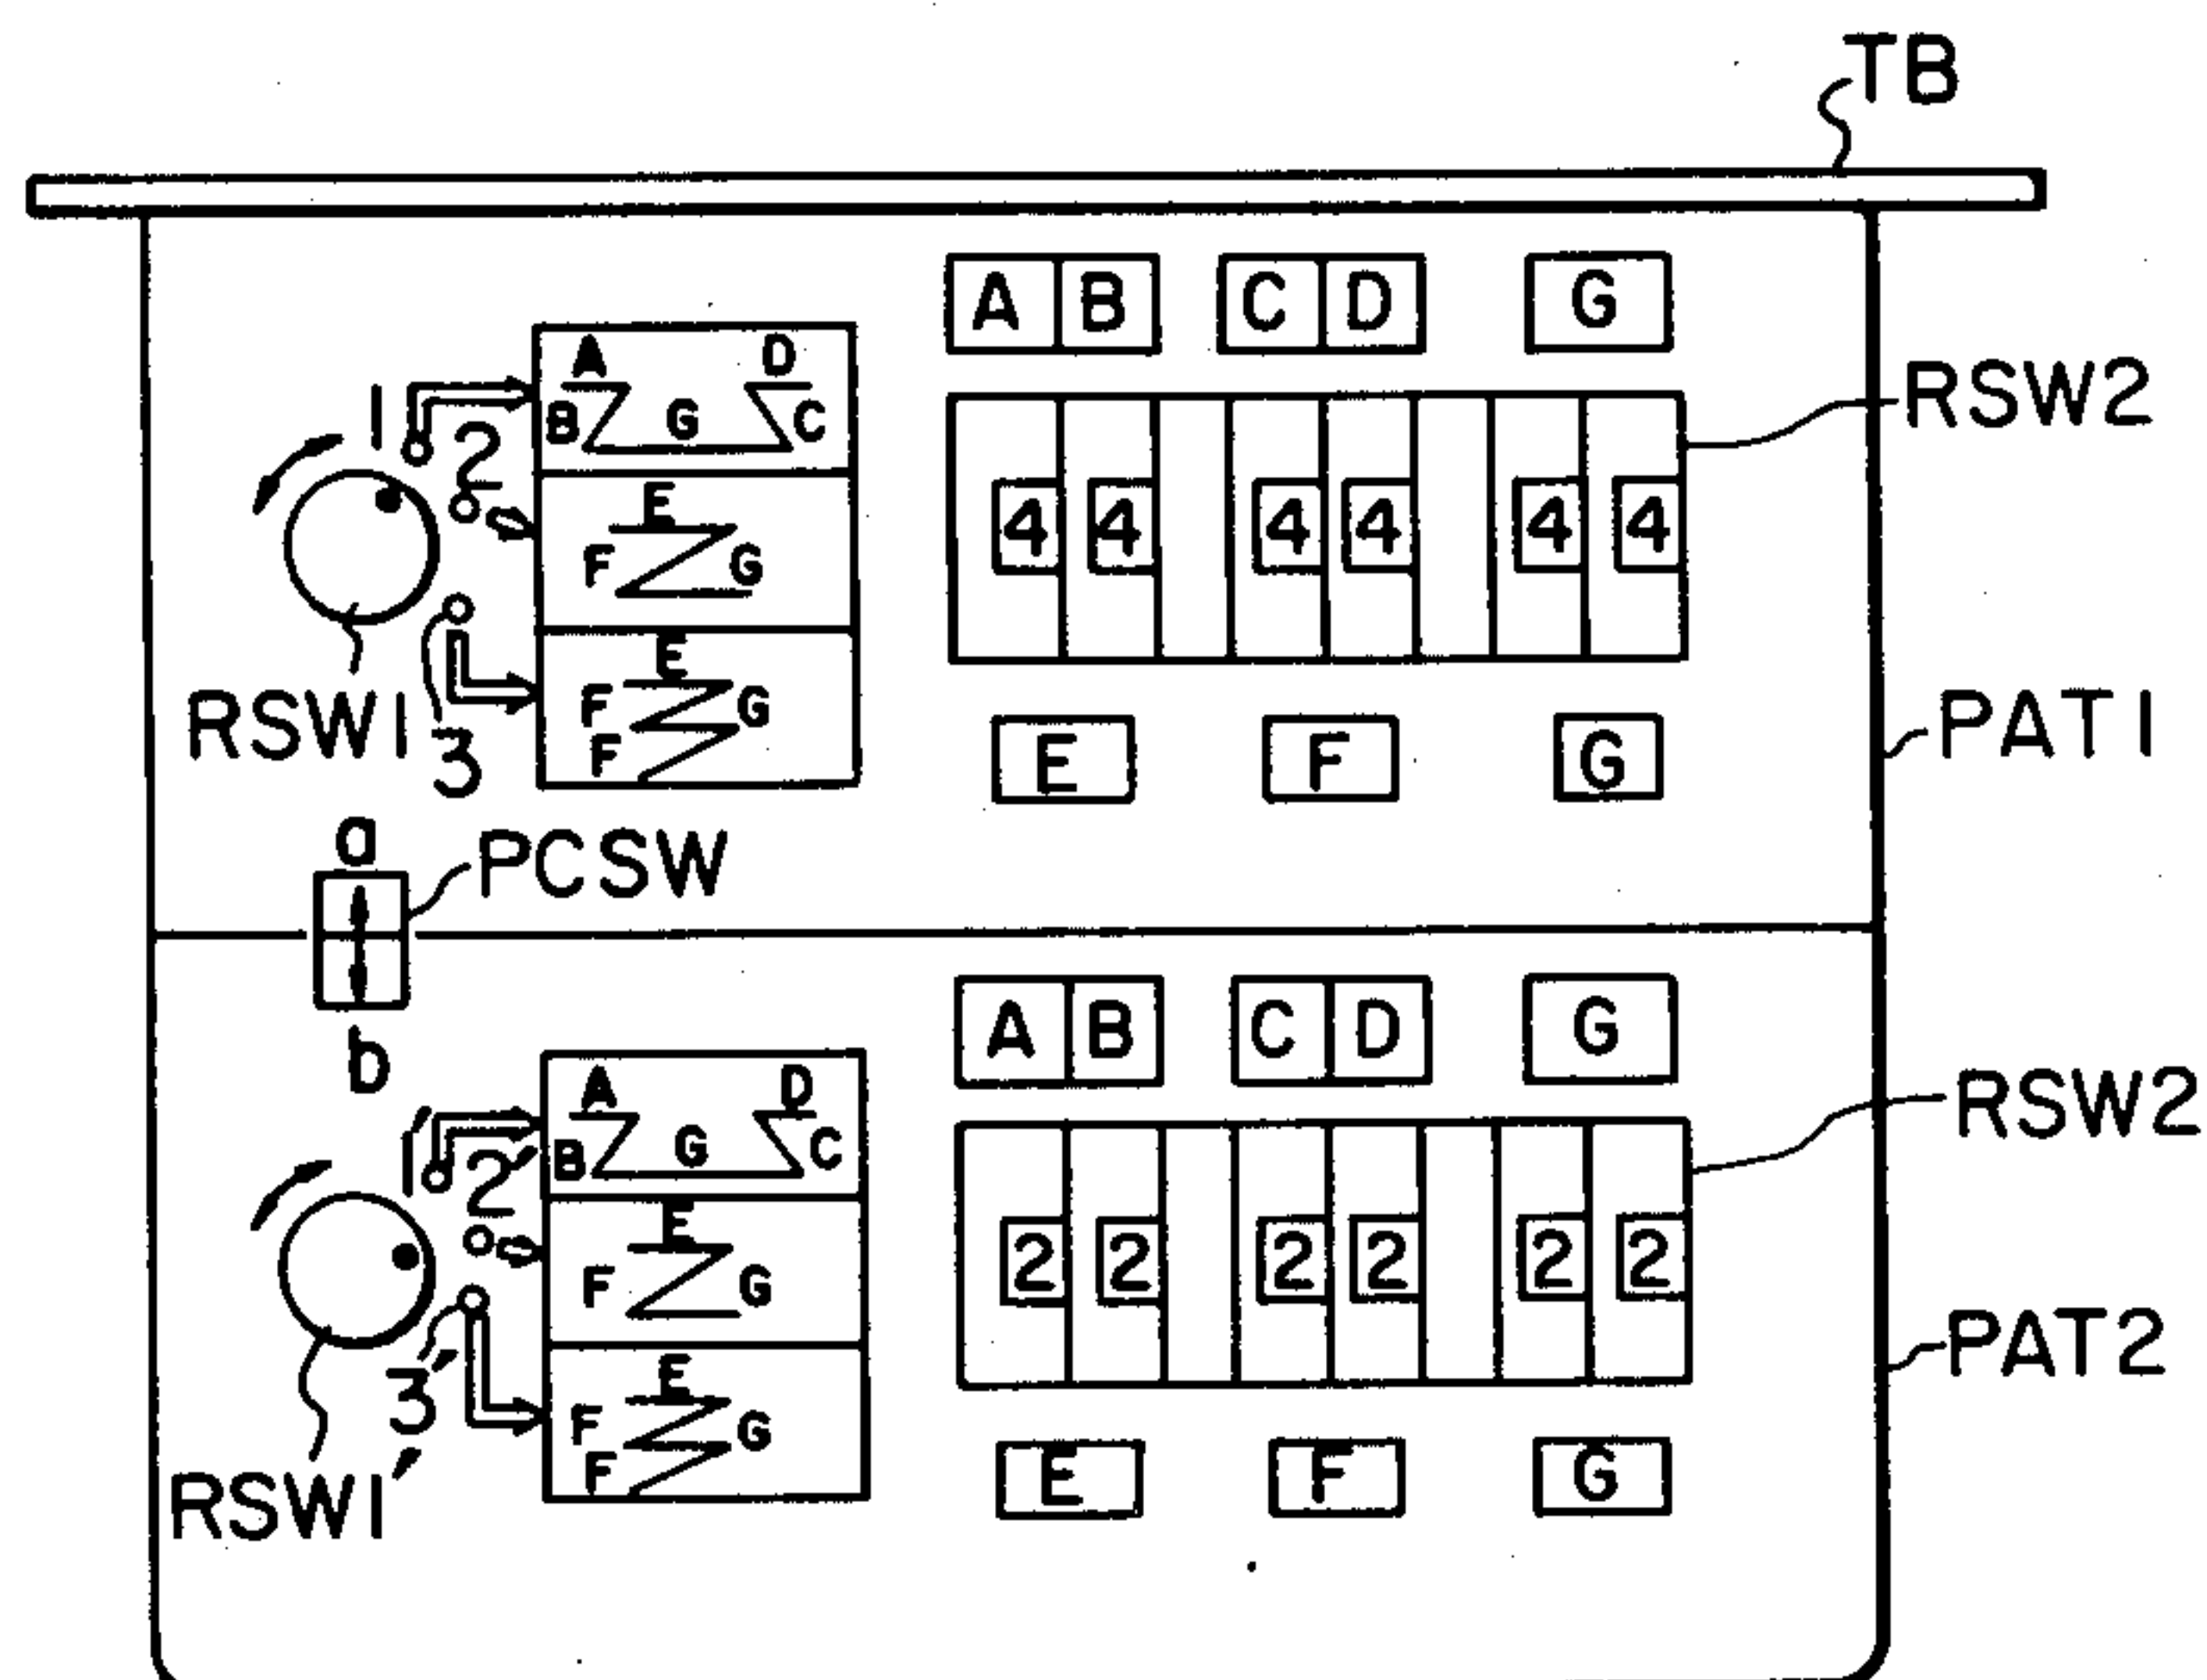 TB
A B C D G
RSW2
1 A D
B G C
2
E
4 4 4 4 4 4
F G
E
RSW1 F G
3 F
E F G
PAT1
a
PCSW
b
A B C D G
RSW2
1' A D
B G C
2'
E
2 2 2 2 2 2
F G
PAT2
3' E
F G
F
E F G
RSW1'